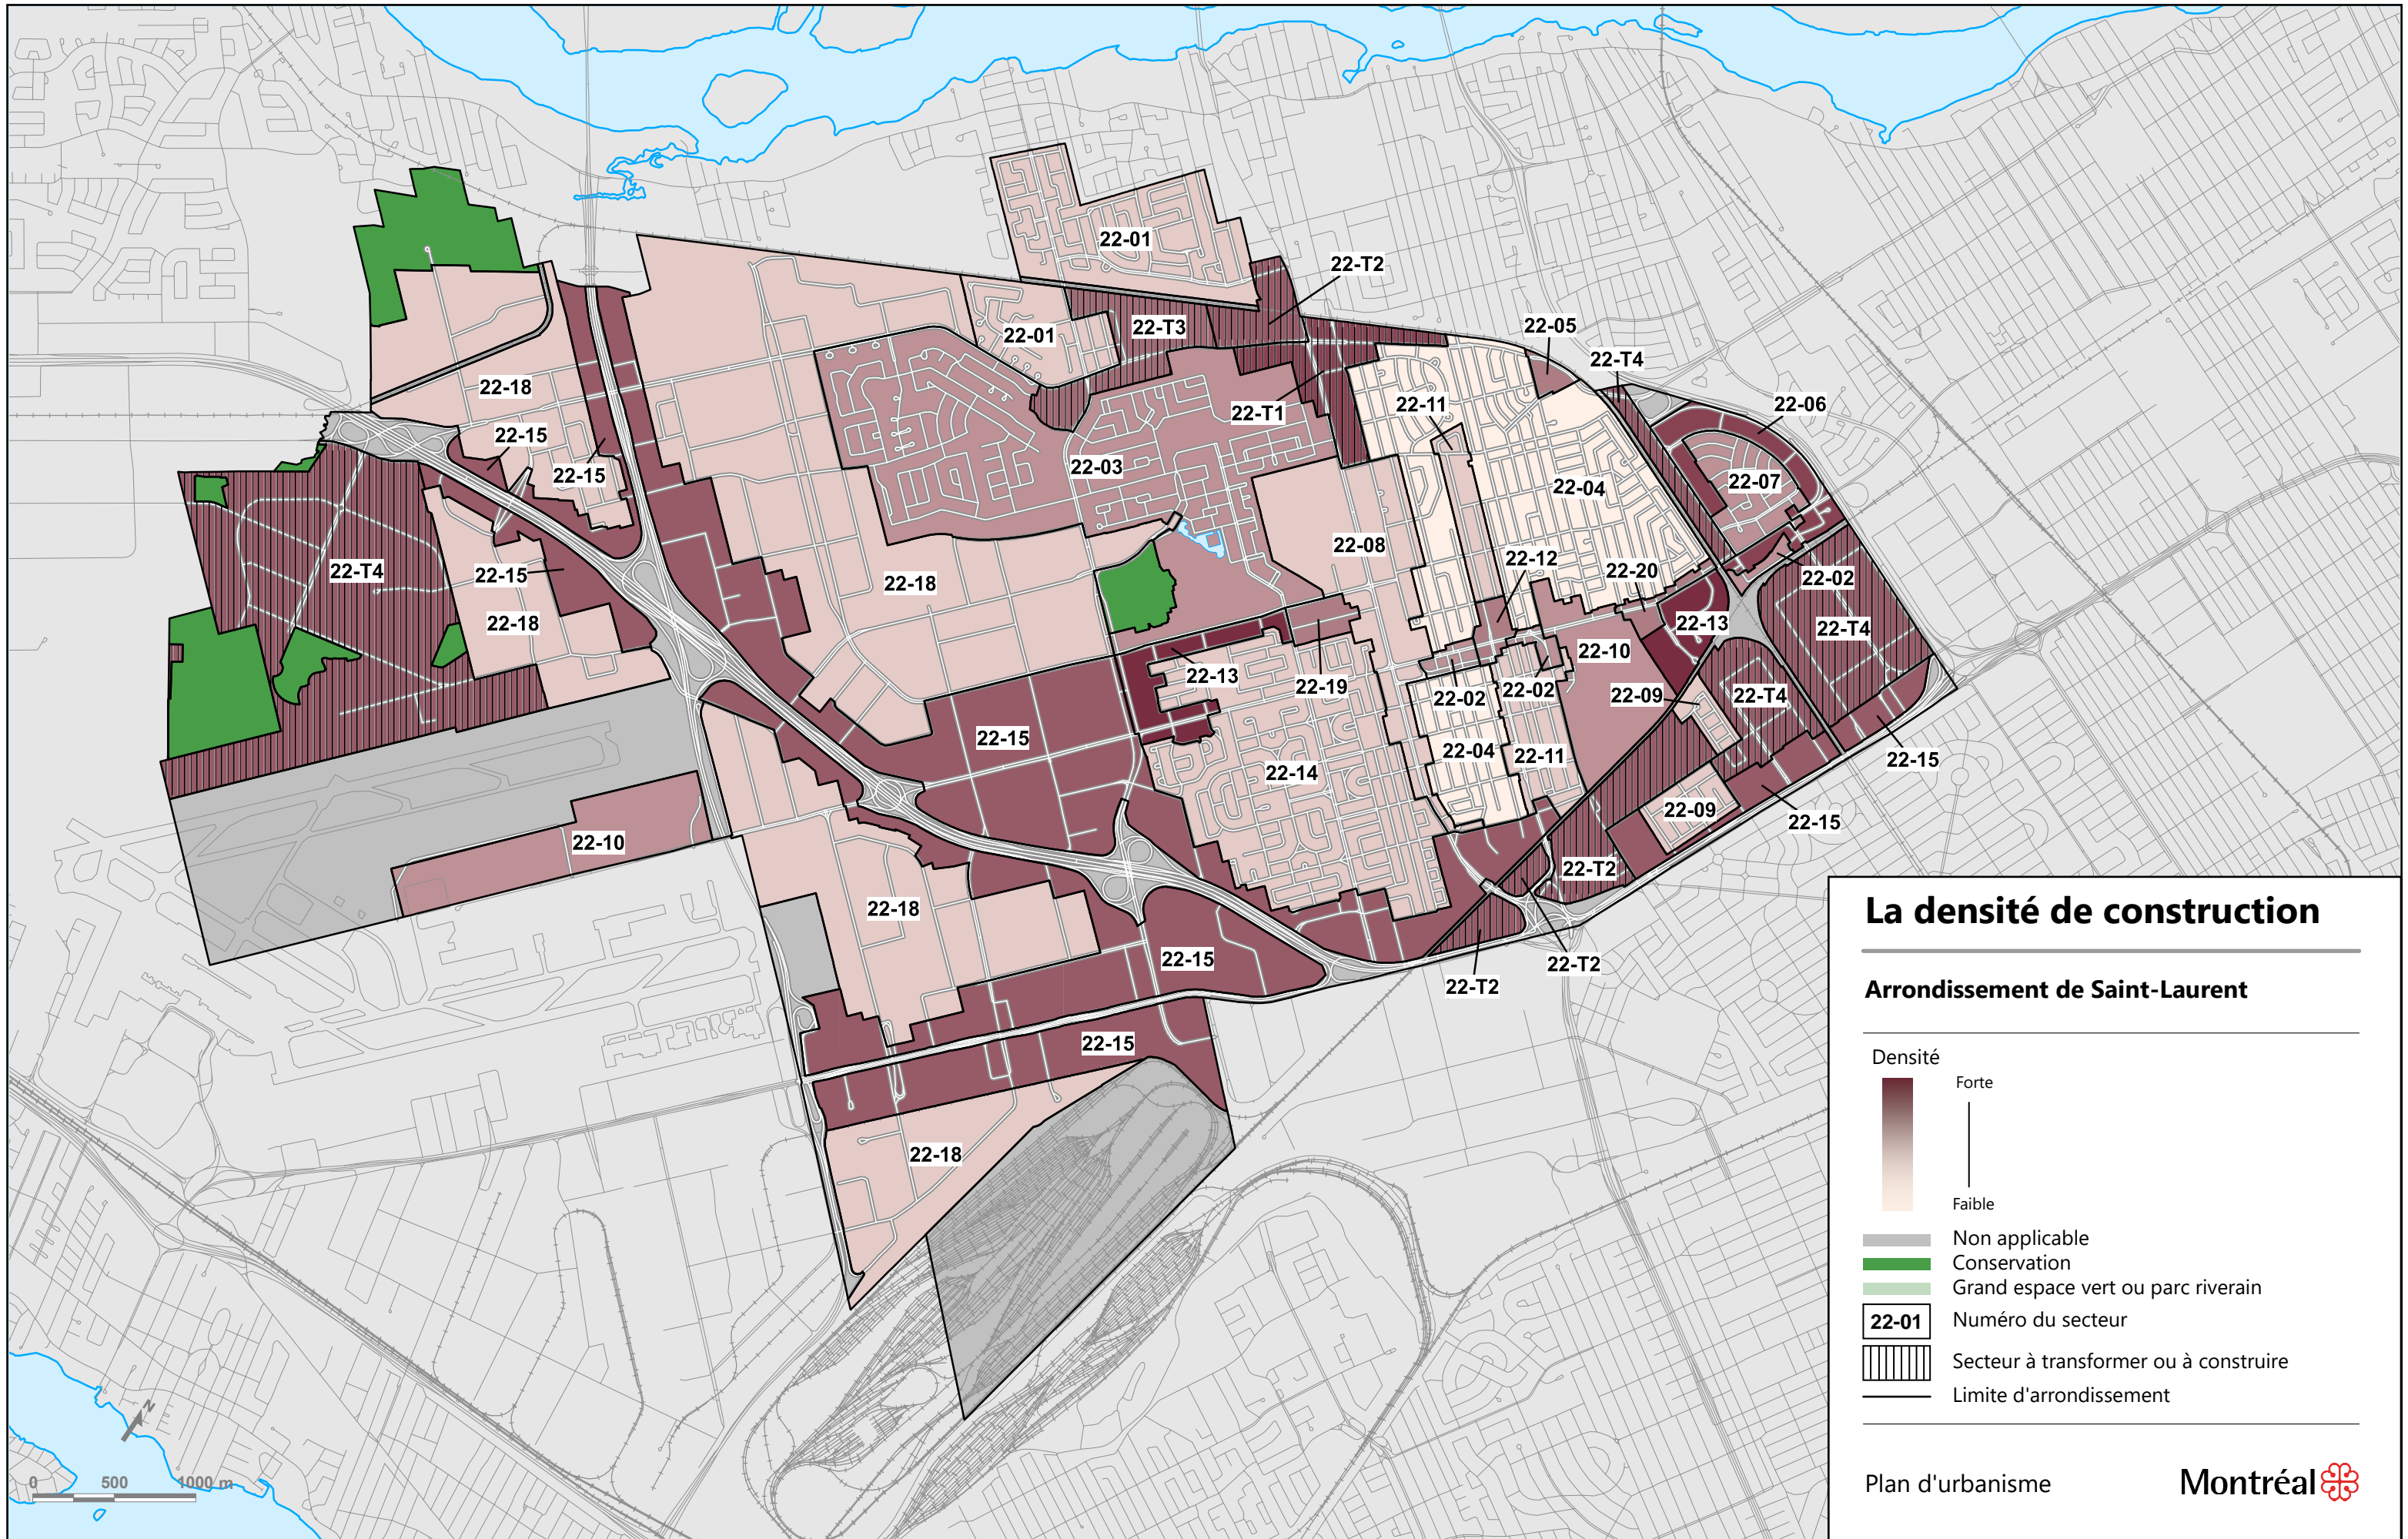 22-01
22-T2
22-01
22-T3
22-05
22-T4
22-18
22-11
22-06
22-T1
22-15
22-03
22-15
22-07
22-04
22-08
22-12
22-T4
22-15
22-18
22-20
22-02
22-18
22-13
22-T4
22-10
22-13
22-19
22-02
22-02
22-09
22-T4
22-15
22-04
22-11
22-15
22-14
22-09
22-15
22-10
22-T2
22-18
22-15
22-T2
22-T2
22-15
22-18
N
0 500 1000 m
La densité de construction
Arrondissement de Saint-Laurent
Densité
Forte
Faible
Non applicable
Conservation
Grand espace vert ou parc riverain
22-01 Numéro du secteur
Secteur à transformer ou à construire
Limite d'arrondissement
Plan d'urbanisme
Montréal